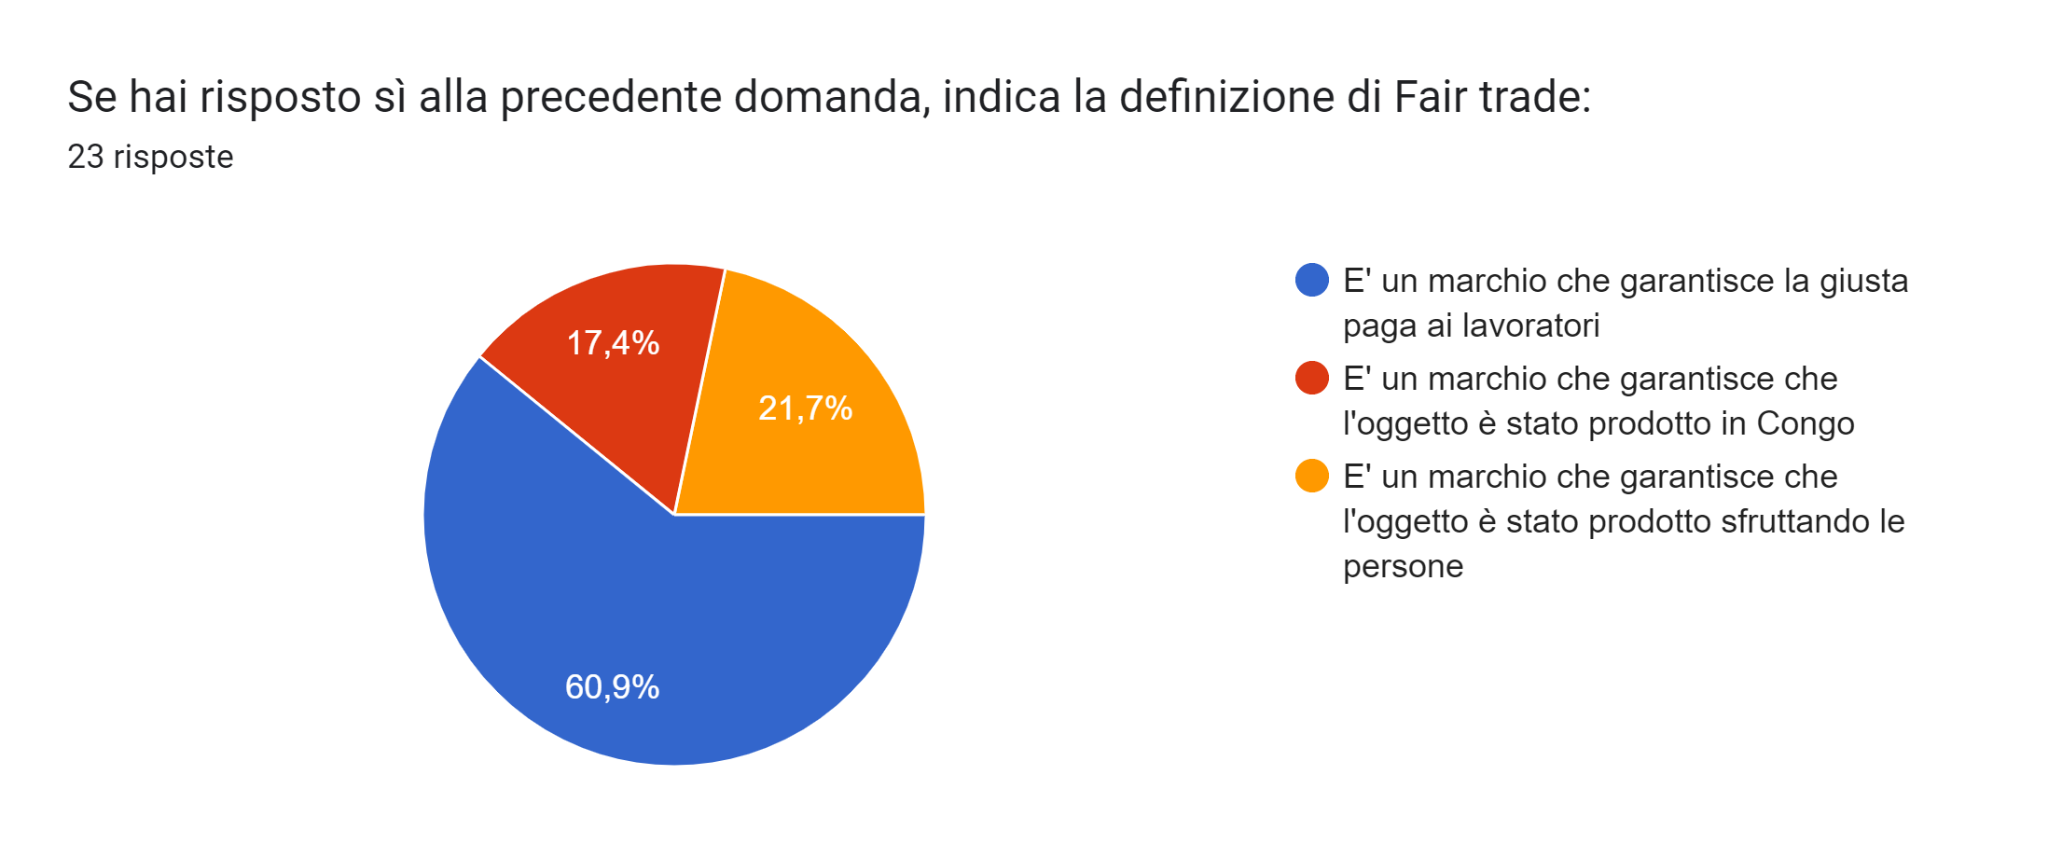 Se hai risposto sì alla precedente domanda, indica la definizione di Fair trade:
23 risposte
17,4%
21,7%
60,9%
E' un marchio che garantisce la giusta
paga ai lavoratori
E' un marchio che garantisce che
l'oggetto è stato prodotto in Congo
E' un marchio che garantisce che
l'oggetto è stato prodotto sfruttando le
persone